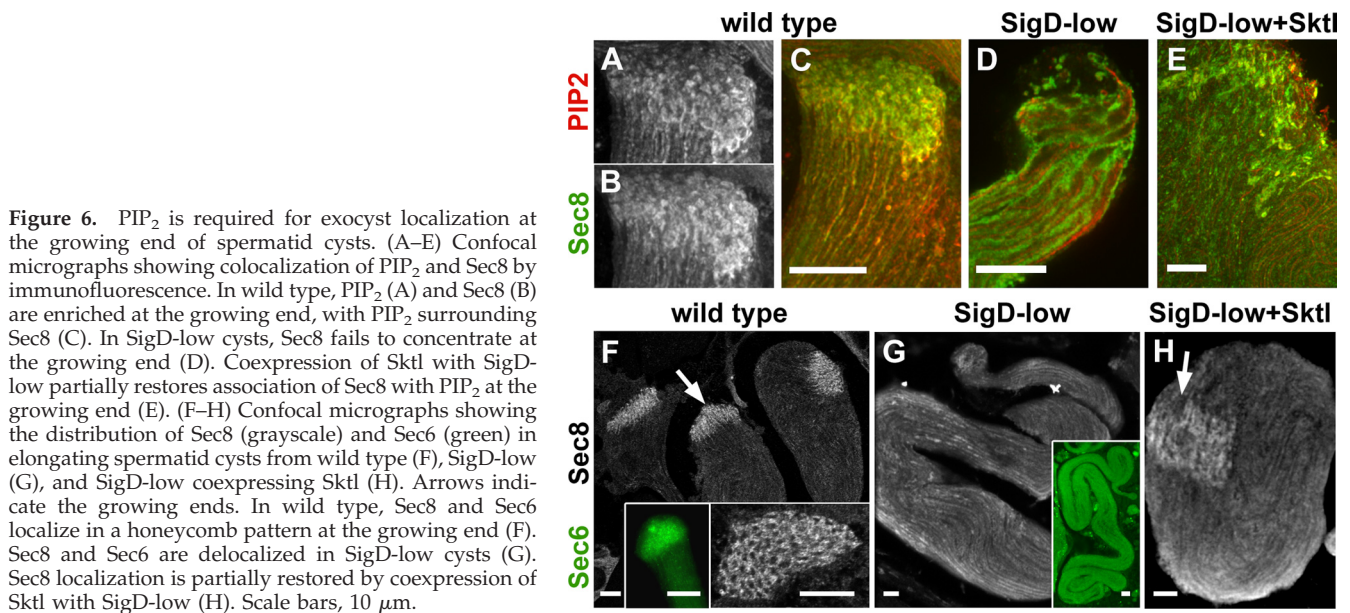 Figure 6. PIP2 is required for exocyst localization at
the growing end of spermatid cysts. (A–E) Confocal
micrographs showing colocalization of PIP2 and Sec8 by
immunofluorescence. In wild type, PIP2 (A) and Sec8 (B)
are enriched at the growing end, with PIP2 surrounding
Sec8 (C). In SigD-low cysts, Sec8 fails to concentrate at
the growing end (D). Coexpression of Sktl with SigD-
low partially restores association of Sec8 with PIP2 at the
growing end (E). (F–H) Confocal micrographs showing
the distribution of Sec8 (grayscale) and Sec6 (green) in
elongating spermatid cysts from wild type (F), SigD-low
(G), and SigD-low coexpressing Sktl (H). Arrows indi-
cate the growing ends. In wild type, Sec8 and Sec6
localize in a honeycomb pattern at the growing end (F).
Sec8 and Sec6 are delocalized in SigD-low cysts (G).
Sec8 localization is partially restored by coexpression of
Sktl with SigD-low (H). Scale bars, 10 μm.
wild type SigD-low SigD-low+Sktl
PIP2
Sec8
A
B
C
D
E
wild type SigD-low SigD-low+Sktl
Sec8
Sec6
F
G
H